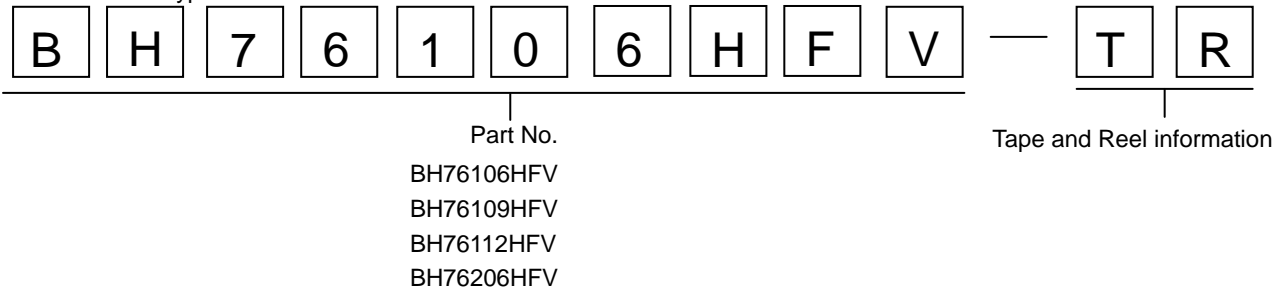 B H 7 6 1 0 6 H F V — T R
Part No.
Tape and Reel information
BH76106HFV
BH76109HFV
BH76112HFV
BH76206HFV